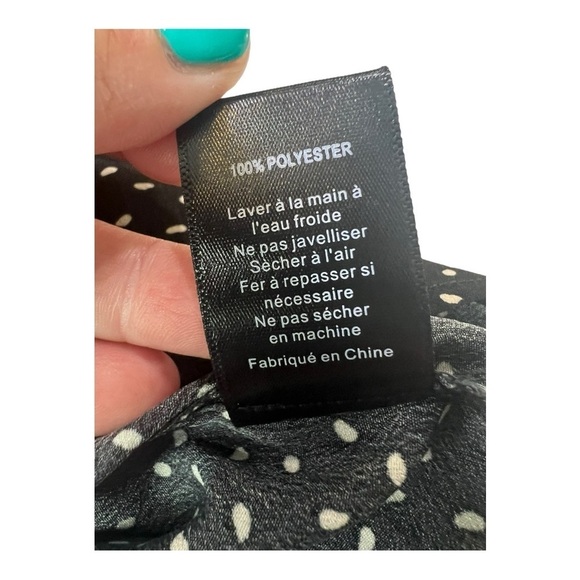 100% POLYESTER
Laver à la main à
l'eau froide
Ne pas javelliser
Sècher à l'air
Fer à repasser si
nécessaire
Ne pas sécher
en machine
Fabriqué en Chine